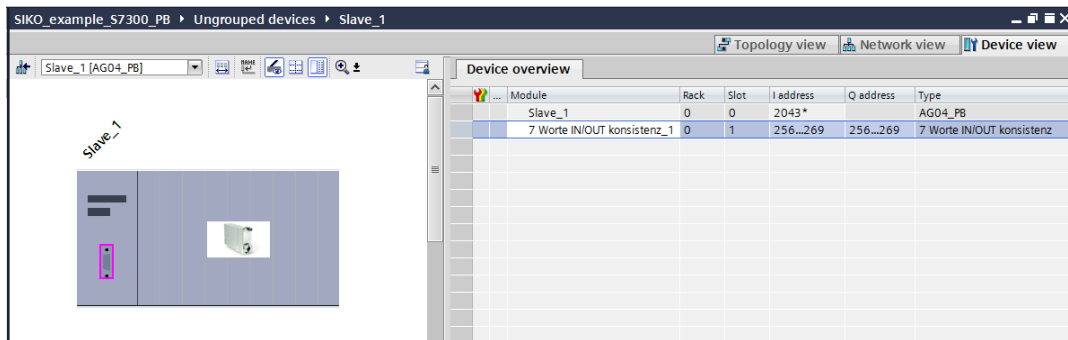 SIKO_example_S7300_PB ▸ Ungrouped devices ▸ Slave_1
Topology view Network view Device view
Slave_1 [AG04_PB]
Device overview
... Module Rack Slot I address Q address Type
Slave_1 0 0 2043* AG04_PB
7 Worte IN/OUT konsistenz_1 0 1 256...269 256...269 7 Worte IN/OUT konsistenz
Slave_1